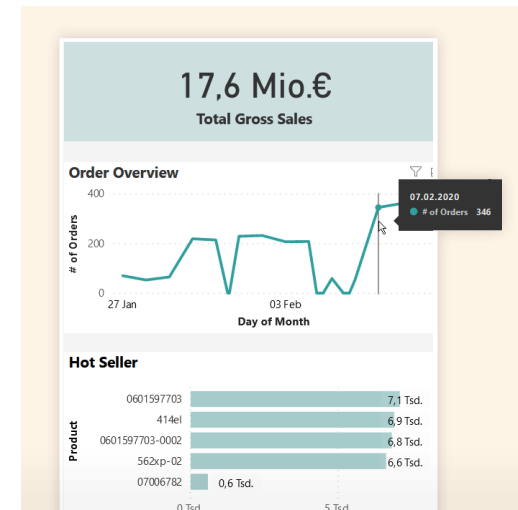 17,6 Mio.€
Total Gross Sales
Order Overview
07.02.2020
# of Orders 346
# of Orders
400
200
0
27 Jan
03 Feb
Day of Month
Hot Seller
Product
0601597703
7,1 Tsd.
414el
6,9 Tsd.
0601597703-0002
6,8 Tsd.
562xp-02
6,6 Tsd.
07006782
0,6 Tsd.
0 Tsd.
5 Tsd.